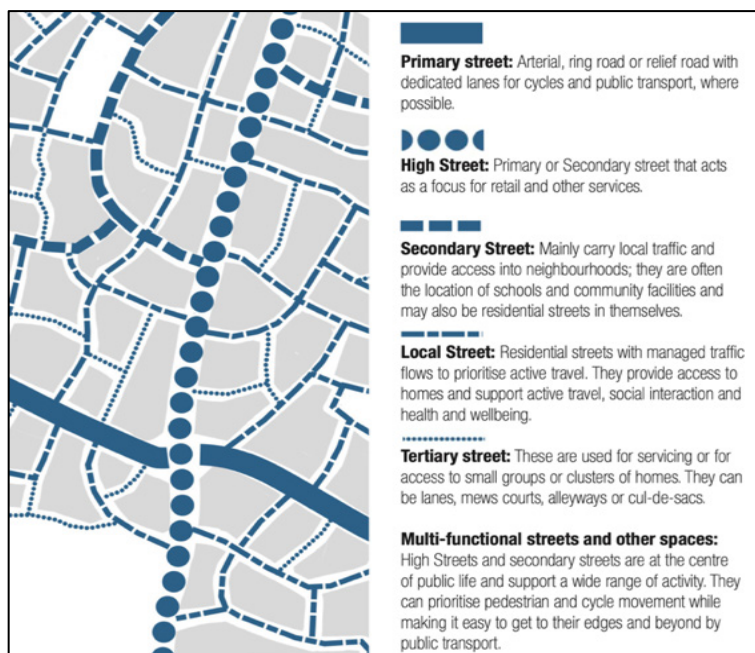 Primary street: Arterial, ring road or relief road with
dedicated lanes for cycles and public transport, where
possible.
High Street: Primary or Secondary street that acts
as a focus for retail and other services.
Secondary Street: Mainly carry local traffic and
provide access into neighbourhoods; they are often
the location of schools and community facilities and
may also be residential streets in themselves.
Local Street: Residential streets with managed traffic
flows to prioritise active travel. They provide access to
homes and support active travel, social interaction and
health and wellbeing.
Tertiary street: These are used for servicing or for
access to small groups or clusters of homes. They can
be lanes, mews courts, alleyways or cul-de-sacs.
Multi-functional streets and other spaces:
High Streets and secondary streets are at the centre
of public life and support a wide range of activity. They
can prioritise pedestrian and cycle movement while
making it easy to get to their edges and beyond by
public transport.